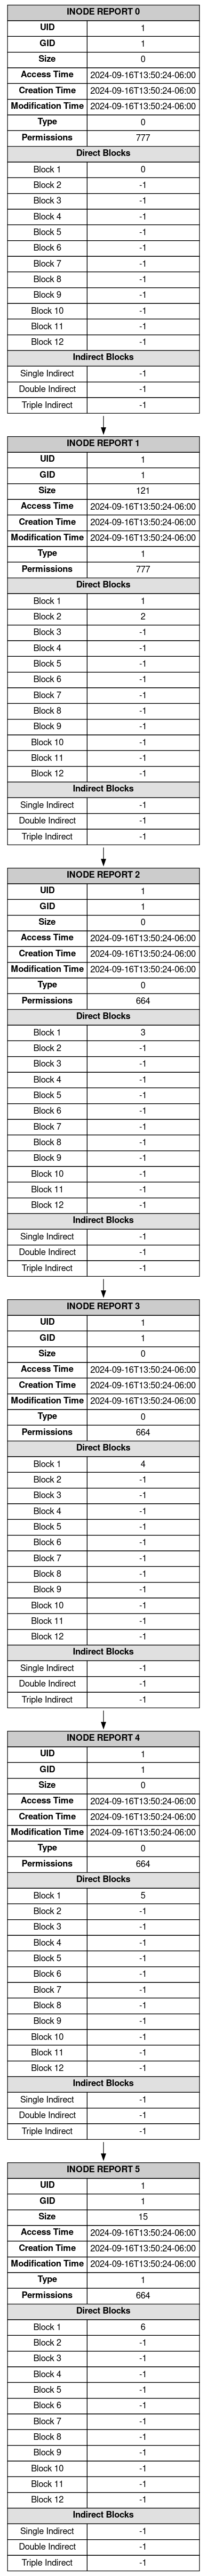 INODE REPORT 0
UID 1
GID 1
Size 0
Access Time 2024-09-16T13:50:24-06:00
Creation Time 2024-09-16T13:50:24-06:00
Modification Time 2024-09-16T13:50:24-06:00
Type 0
Permissions 777
Direct Blocks
Block 1 0
Block 2 -1
Block 3 -1
Block 4 -1
Block 5 -1
Block 6 -1
Block 7 -1
Block 8 -1
Block 9 -1
Block 10 -1
Block 11 -1
Block 12 -1
Indirect Blocks
Single Indirect -1
Double Indirect -1
Triple Indirect -1
INODE REPORT 1
UID 1
GID 1
Size 121
Access Time 2024-09-16T13:50:24-06:00
Creation Time 2024-09-16T13:50:24-06:00
Modification Time 2024-09-16T13:50:24-06:00
Type 1
Permissions 777
Direct Blocks
Block 1 1
Block 2 2
Block 3 -1
Block 4 -1
Block 5 -1
Block 6 -1
Block 7 -1
Block 8 -1
Block 9 -1
Block 10 -1
Block 11 -1
Block 12 -1
Indirect Blocks
Single Indirect -1
Double Indirect -1
Triple Indirect -1
INODE REPORT 2
UID 1
GID 1
Size 0
Access Time 2024-09-16T13:50:24-06:00
Creation Time 2024-09-16T13:50:24-06:00
Modification Time 2024-09-16T13:50:24-06:00
Type 0
Permissions 664
Direct Blocks
Block 1 3
Block 2 -1
Block 3 -1
Block 4 -1
Block 5 -1
Block 6 -1
Block 7 -1
Block 8 -1
Block 9 -1
Block 10 -1
Block 11 -1
Block 12 -1
Indirect Blocks
Single Indirect -1
Double Indirect -1
Triple Indirect -1
INODE REPORT 3
UID 1
GID 1
Size 0
Access Time 2024-09-16T13:50:24-06:00
Creation Time 2024-09-16T13:50:24-06:00
Modification Time 2024-09-16T13:50:24-06:00
Type 0
Permissions 664
Direct Blocks
Block 1 4
Block 2 -1
Block 3 -1
Block 4 -1
Block 5 -1
Block 6 -1
Block 7 -1
Block 8 -1
Block 9 -1
Block 10 -1
Block 11 -1
Block 12 -1
Indirect Blocks
Single Indirect -1
Double Indirect -1
Triple Indirect -1
INODE REPORT 4
UID 1
GID 1
Size 0
Access Time 2024-09-16T13:50:24-06:00
Creation Time 2024-09-16T13:50:24-06:00
Modification Time 2024-09-16T13:50:24-06:00
Type 0
Permissions 664
Direct Blocks
Block 1 5
Block 2 -1
Block 3 -1
Block 4 -1
Block 5 -1
Block 6 -1
Block 7 -1
Block 8 -1
Block 9 -1
Block 10 -1
Block 11 -1
Block 12 -1
Indirect Blocks
Single Indirect -1
Double Indirect -1
Triple Indirect -1
INODE REPORT 5
UID 1
GID 1
Size 15
Access Time 2024-09-16T13:50:24-06:00
Creation Time 2024-09-16T13:50:24-06:00
Modification Time 2024-09-16T13:50:24-06:00
Type 1
Permissions 664
Direct Blocks
Block 1 6
Block 2 -1
Block 3 -1
Block 4 -1
Block 5 -1
Block 6 -1
Block 7 -1
Block 8 -1
Block 9 -1
Block 10 -1
Block 11 -1
Block 12 -1
Indirect Blocks
Single Indirect -1
Double Indirect -1
Triple Indirect -1